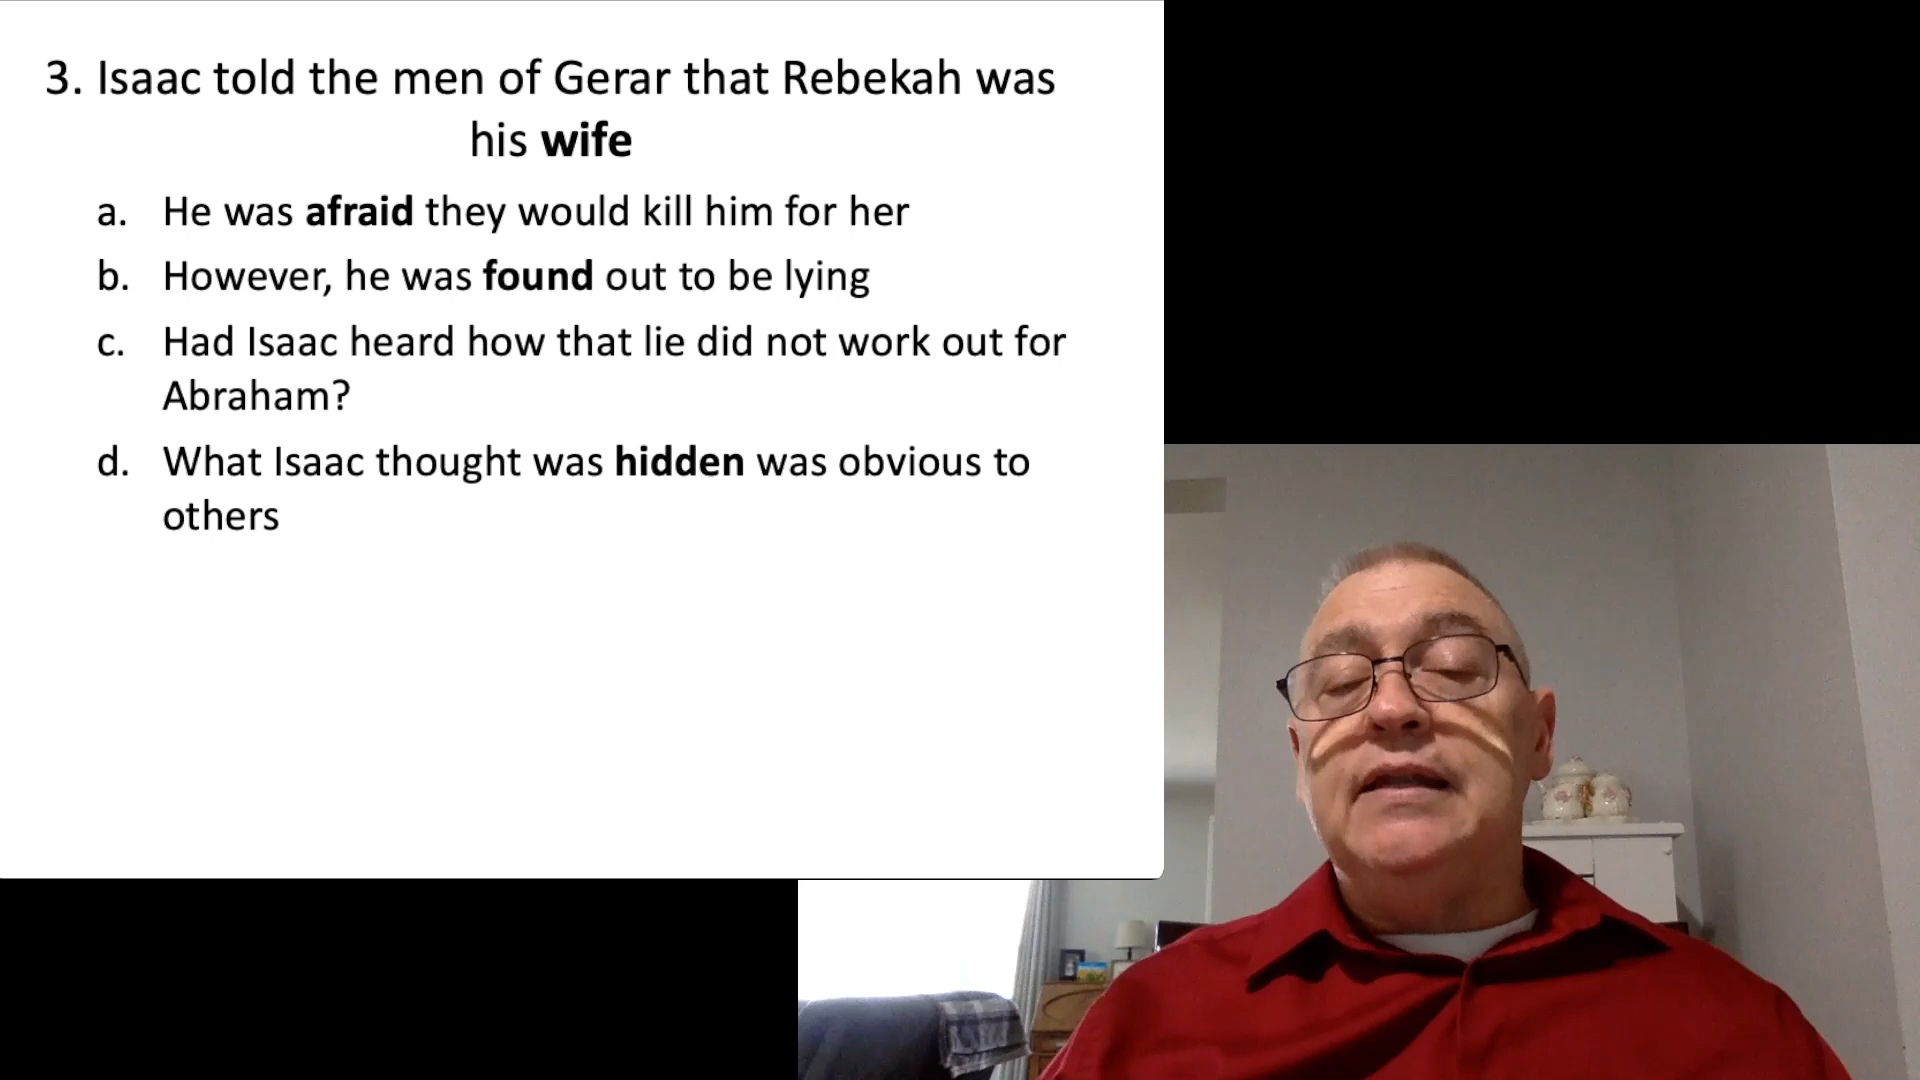 3. Isaac told the men of Gerar that Rebekah was
his wife
a. He was afraid they would kill him for her
b. However, he was found out to be lying
c. Had Isaac heard how that lie did not work out for
Abraham?
d. What Isaac thought was hidden was obvious to
others